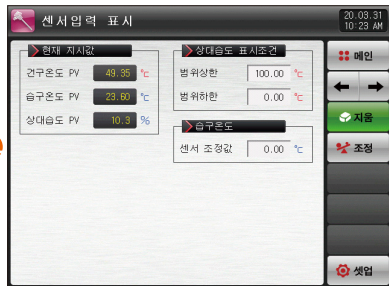 센서입력 표시
20.03.31
10:23 AM
현재 지시값
건구온도 PV 49.35 ℃
습구온도 PV 23.60 ℃
상대습도 PV 10.3 %
상대습도 표시조건
범위상한 100.00 ℃
범위하한 0.00 ℃
습구온도
센서 조정값 0.00 ℃
메인
지움
조정
셋업